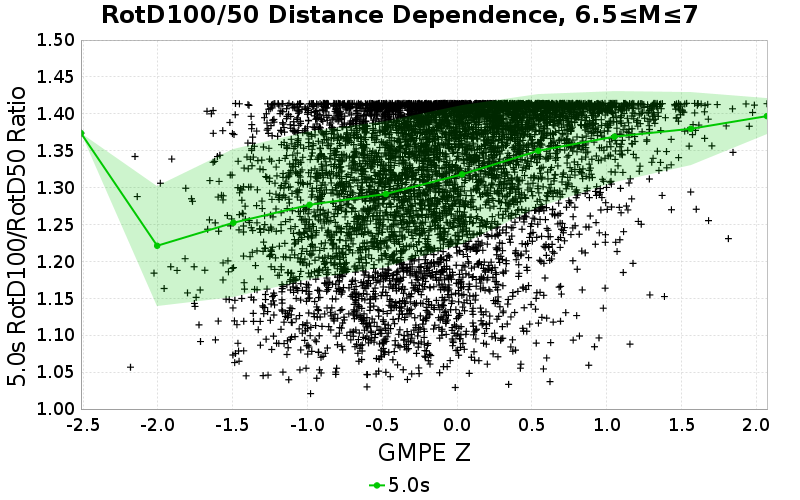 RotD100/50 Distance Dependence, 6.5≤M≤7
5.0s RotD100/RotD50 Ratio
1.50
1.45
1.40
1.35
1.30
1.25
1.20
1.15
1.10
1.05
1.00
-2.5 -2.0 -1.5 -1.0 -0.5 0.0 0.5 1.0 1.5 2.0
GMPE Z
5.0s